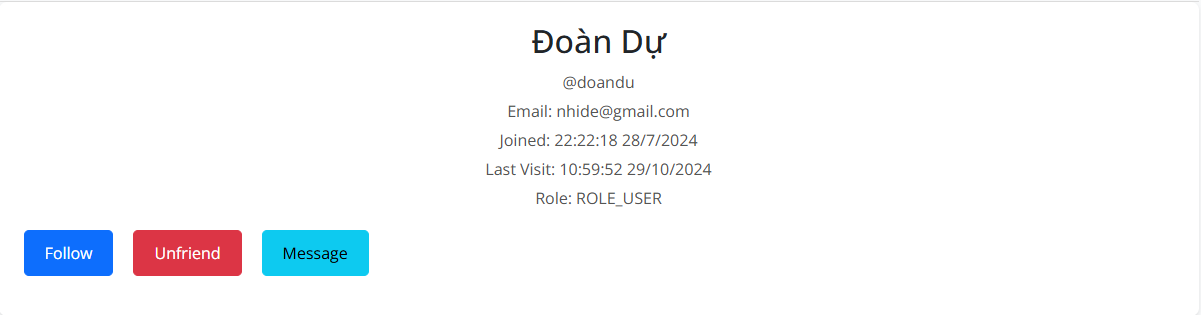 Đoàn Dự
@doandu
Email: nhide@gmail.com
Joined: 22:22:18 28/7/2024
Last Visit: 10:59:52 29/10/2024
Role: ROLE_USER
Follow Unfriend Message